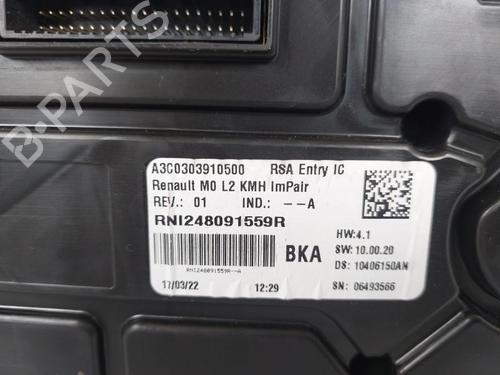 B-PARTS
A3C0303910500 RSA Entry IC
Renault M0 L2 KMH ImPair
REV.: 01 IND.: --A
RNI248091559R
HW:4.1
BKA
SW: 10.00.20
DS: 10406150AN
RNI248091559R--A
17/03/22 12:29 SN: 06493566